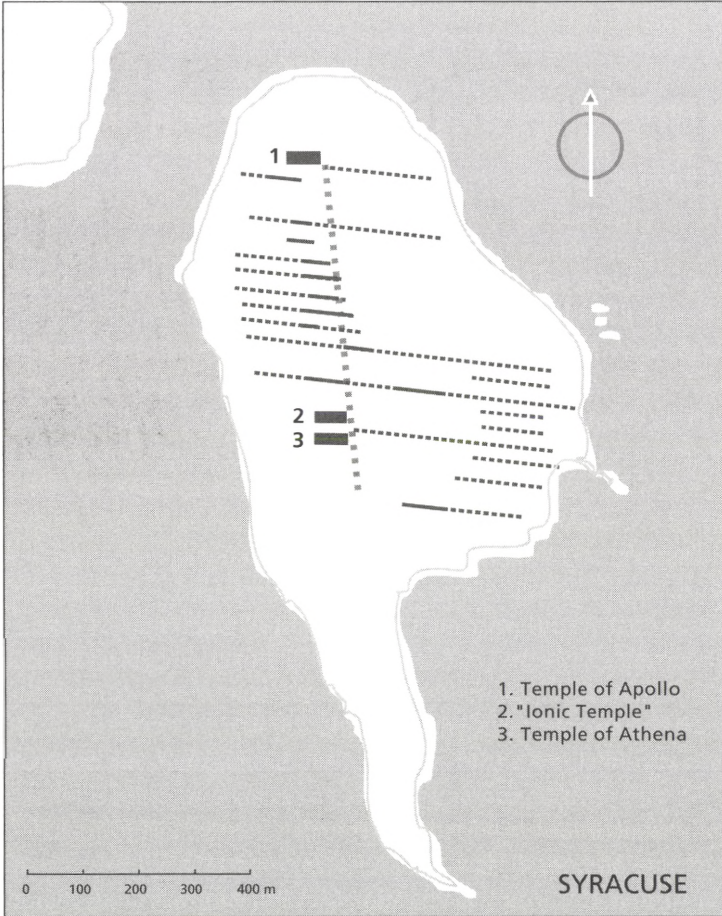 1
2
3
1. Temple of Apollo
2."Ionic Temple"
3. Temple of Athena
0 100 200 300 400 m
SYRACUSE